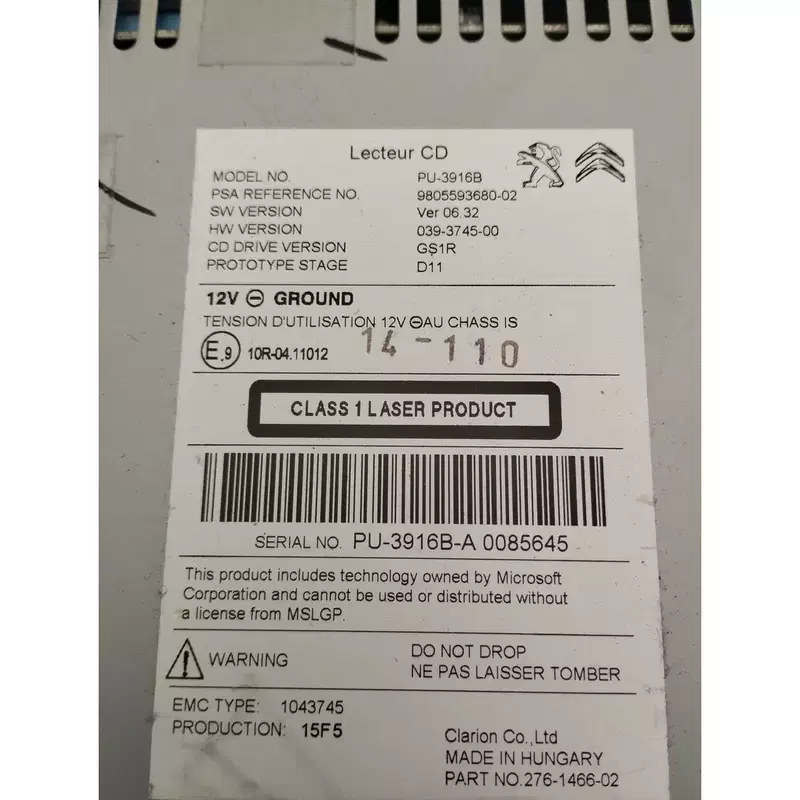 Lecteur CD
MODEL NO. PU-3916B
PSA REFERENCE NO. 9805593680-02
SW VERSION Ver 06.32
HW VERSION 039-3745-00
CD DRIVE VERSION GS1R
PROTOTYPE STAGE D11
12V ⊖ GROUND
TENSION D'UTILISATION 12V ⊖AU CHASS IS
E.9 10R-04.11012 14-110
CLASS 1 LASER PRODUCT
SERIAL NO. PU-3916B-A 0085645
This product includes technology owned by Microsoft
Corporation and cannot be used or distributed without
a license from MSLGP.
WARNING
DO NOT DROP
NE PAS LAISSER TOMBER
EMC TYPE: 1043745
PRODUCTION: 15F5
Clarion Co.,Ltd
MADE IN HUNGARY
PART NO.276-1466-02